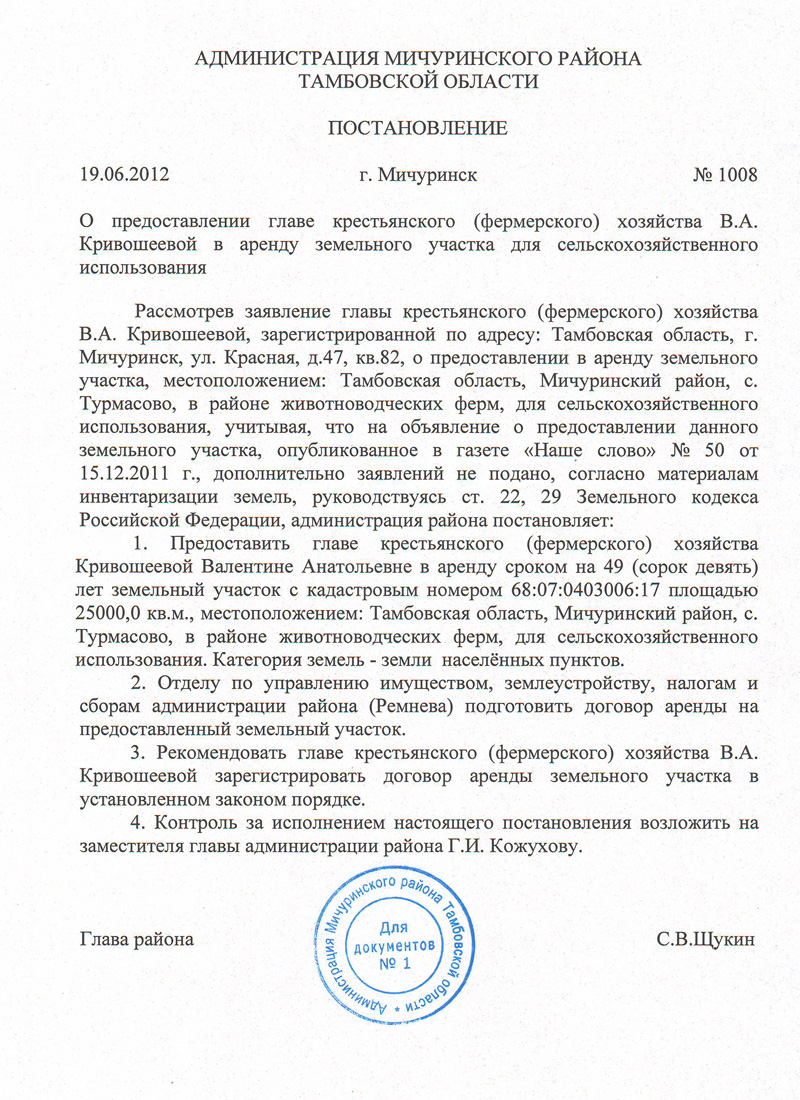 АДМИНИСТРАЦИЯ МИЧУРИНСКОГО РАЙОНА
ТАМБОВСКОЙ ОБЛАСТИ
ПОСТАНОВЛЕНИЕ
19.06.2012 г. Мичуринск № 1008
О предоставлении главе крестьянского (фермерского) хозяйства В.А.
Кривошеевой в аренду земельного участка для сельскохозяйственного
использования
Рассмотрев заявление главы крестьянского (фермерского) хозяйства
В.А. Кривошеевой, зарегистрированной по адресу: Тамбовская область, г.
Мичуринск, ул. Красная, д.47, кв.82, о предоставлении в аренду земельного
участка, местоположением: Тамбовская область, Мичуринский район, с.
Турмасово, в районе животноводческих ферм, для сельскохозяйственного
использования, учитывая, что на объявление о предоставлении данного
земельного участка, опубликованное в газете «Наше слово» № 50 от
15.12.2011 г., дополнительно заявлений не подано, согласно материалам
инвентаризации земель, руководствуясь ст. 22, 29 Земельного кодекса
Российской Федерации, администрация района постановляет:
1. Предоставить главе крестьянского (фермерского) хозяйства
Кривошеевой Валентине Анатольевне в аренду сроком на 49 (сорок девять)
лет земельный участок с кадастровым номером 68:07:0403006:17 площадью
25000,0 кв.м., местоположением: Тамбовская область, Мичуринский район, с.
Турмасово, в районе животноводческих ферм, для сельскохозяйственного
использования. Категория земель - земли населённых пунктов.
2. Отделу по управлению имуществом, землеустройству, налогам и
сборам администрации района (Ремнева) подготовить договор аренды на
предоставленный земельный участок.
3. Рекомендовать главе крестьянского (фермерского) хозяйства В.А.
Кривошеевой зарегистрировать договор аренды земельного участка в
установленном законом порядке.
4. Контроль за исполнением настоящего постановления возложить на
заместителя главы администрации района Г.И. Кожухову.
Глава района С.В.Щукин
Администрация Мичуринского района Тамбовской области *
Для
документов
№ 1